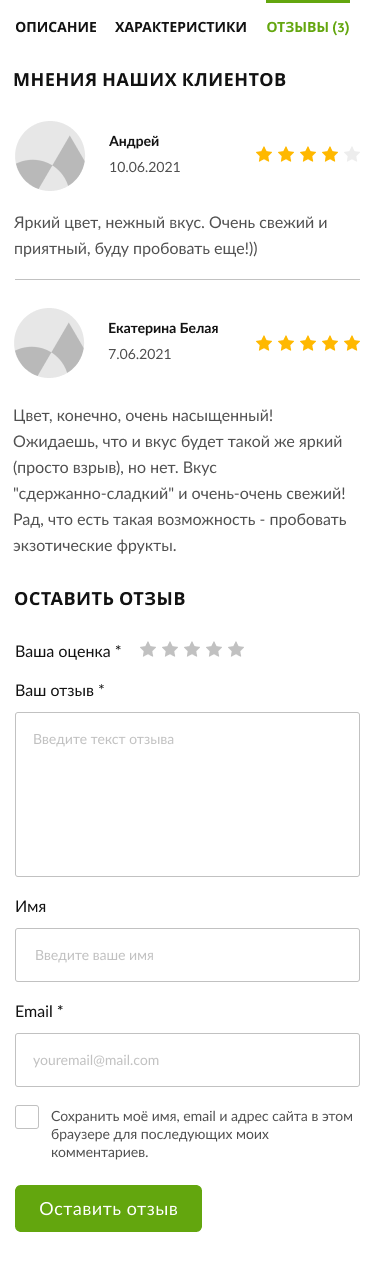 ОПИСАНИЕ ХАРАКТЕРИСТИКИ ОТЗЫВЫ (3)
МНЕНИЯ НАШИХ КЛИЕНТОВ
Андрей
10.06.2021
Яркий цвет, нежный вкус. Очень свежий и
приятный, буду пробовать еще!))
Екатерина Белая
7.06.2021
Цвет, конечно, очень насыщенный!
Ожидаешь, что и вкус будет такой же яркий
(просто взрыв), но нет. Вкус
"сдержанно-сладкий" и очень-очень свежий!
Рад, что есть такая возможность - пробовать
экзотические фрукты.
ОСТАВИТЬ ОТЗЫВ
Ваша оценка *
Ваш отзыв *
Введите текст отзыва
Имя
Введите ваше имя
Email *
youremail@mail.com
Сохранить моё имя, email и адрес сайта в этом
браузере для последующих моих
комментариев.
Оставить отзыв